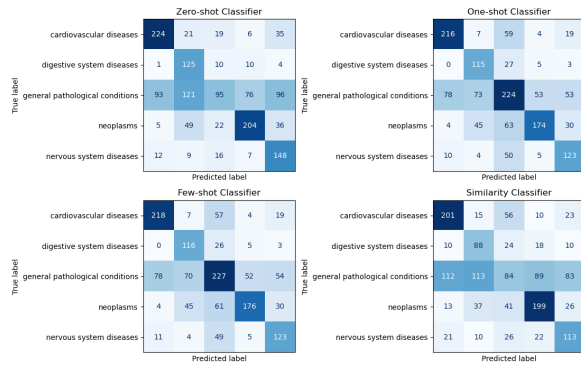 Zero-shot Classifier
True label
cardiovascular diseases 224 21 19 6 35
digestive system diseases 1 125 10 10 4
general pathological conditions 93 121 95 76 96
neoplasms 5 49 22 204 36
nervous system diseases 12 9 16 7 148
Predicted label
One-shot Classifier
True label
cardiovascular diseases 216 7 59 4 19
digestive system diseases 0 115 27 5 3
general pathological conditions 78 73 224 53 53
neoplasms 4 45 63 174 30
nervous system diseases 10 4 50 5 123
Predicted label
Few-shot Classifier
True label
cardiovascular diseases 218 7 57 4 19
digestive system diseases 0 116 26 5 3
general pathological conditions 78 70 227 52 54
neoplasms 4 45 61 176 30
nervous system diseases 11 4 49 5 123
Predicted label
Similarity Classifier
True label
cardiovascular diseases 201 15 56 10 23
digestive system diseases 10 88 24 18 10
general pathological conditions 112 113 84 89 83
neoplasms 13 37 41 199 26
nervous system diseases 21 10 26 22 113
Predicted label